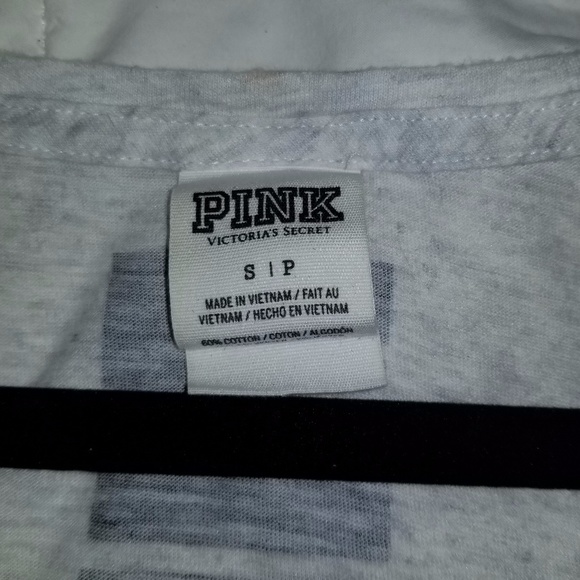 PINK
VICTORIA'S SECRET
S | P
MADE IN VIETNAM / FAIT AU
VIETNAM / HECHO EN VIETNAM
60% COTTON / COTON / ALGODÓN